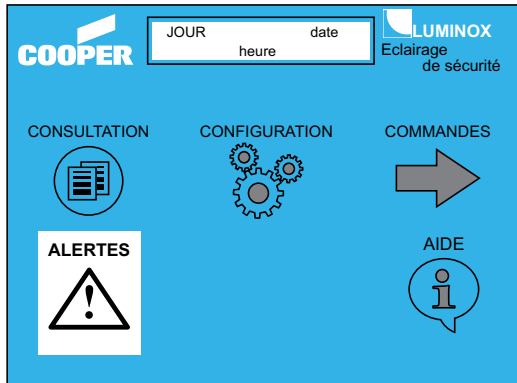 COOPER
JOUR date
heure
LUMINOX
Eclairage
de sécurité
CONSULTATION
CONFIGURATION
COMMANDES
ALERTES
!
AIDE
i